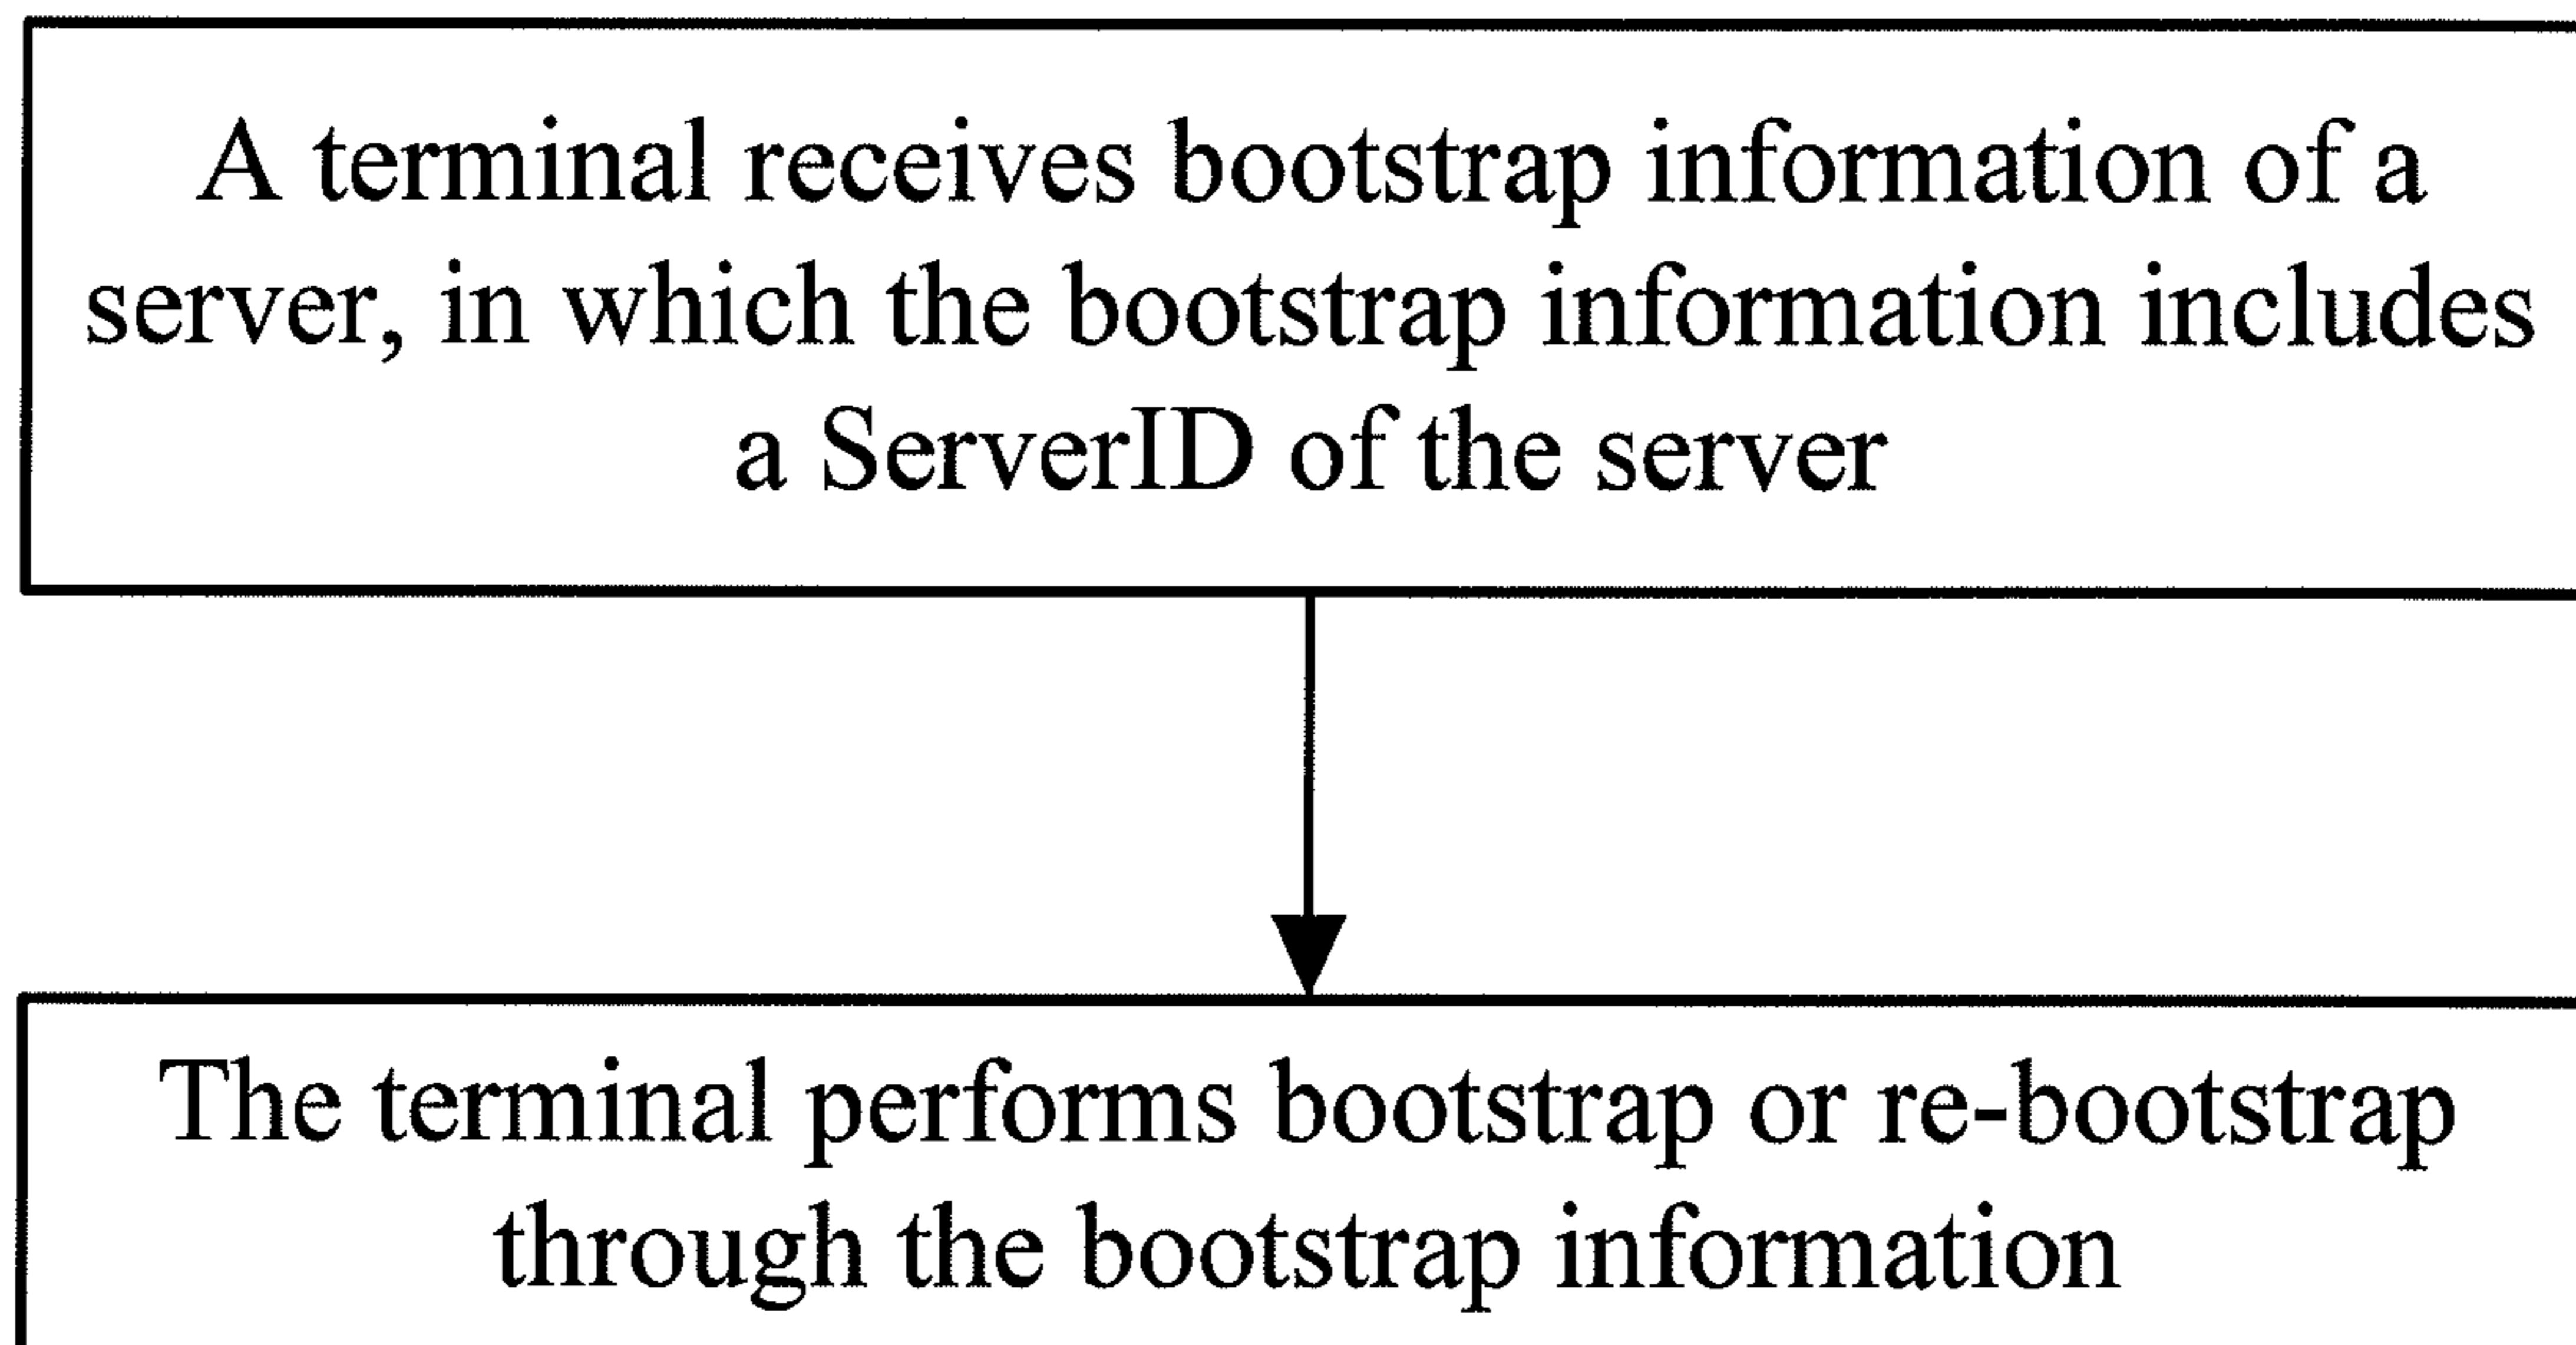 A terminal receives bootstrap information of a
server, in which the bootstrap information includes
a ServerID of the server
The terminal performs bootstrap or re-bootstrap
through the bootstrap information